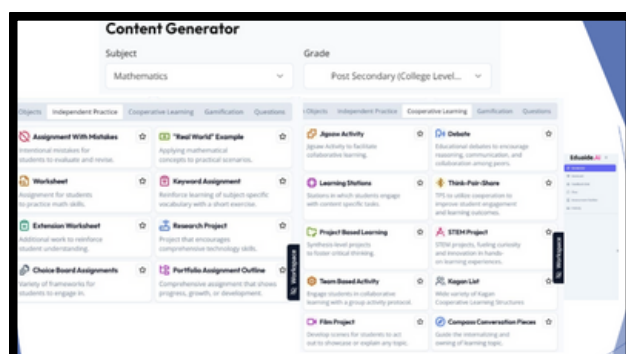 Content Generator
Subject
Grade
Mathematics
Post Secondary (College Level...
Objects
Independent Practice
Cooperative Learning
Gamification
Questions
Assignment With Mistakes
Intentional mistakes for
students to evaluate and revise.
"Real World" Example
Applying mathematical
concepts to practical scenarios.
Worksheet
Assignment for students
to practice math skills.
Keyword Assignment
Reinforce learning of subject specific
vocabulary with a short exercise.
Extension Worksheet
Additional work to reinforce
student understanding.
Research Project
Project that encourages
comprehensive technology skills.
Choice Board Assignments
Variety of frameworks for
students to engage in.
Portfolio Assignment Outline
Comprehensive assignment that shows
progress, growth, or development.
Workspace
Objects
Independent Practice
Cooperative Learning
Gamification
Questions
Jigsaw Activity
Jigsaw Activity to facilitate
collaborative learning.
Debate
Educational debates to encourage
reasoning, communication, and
collaboration among peers.
Learning Stations
Stations in which students engage
with content specific tasks.
Think-Pair-Share
TPS to utilize cooperation to
improve student engagement
and learning outcomes.
Project Based Learning
Synthesis-level projects
to foster critical thinking.
STEM Project
STEM projects, fueling curiosity
and innovation in hands-
on learning experiences.
Team Based Activity
Engage students in collaborative
learning with a group activity protocol.
Kagan List
Wide variety of Kagan
Cooperative Learning Structures
Film Project
Develop scenes for students to act
out to showcase or explain any topic.
Compass Conversation Pieces
Guide the internalizing and
owning of learning topic.
Workspace
Eduaide.Ai